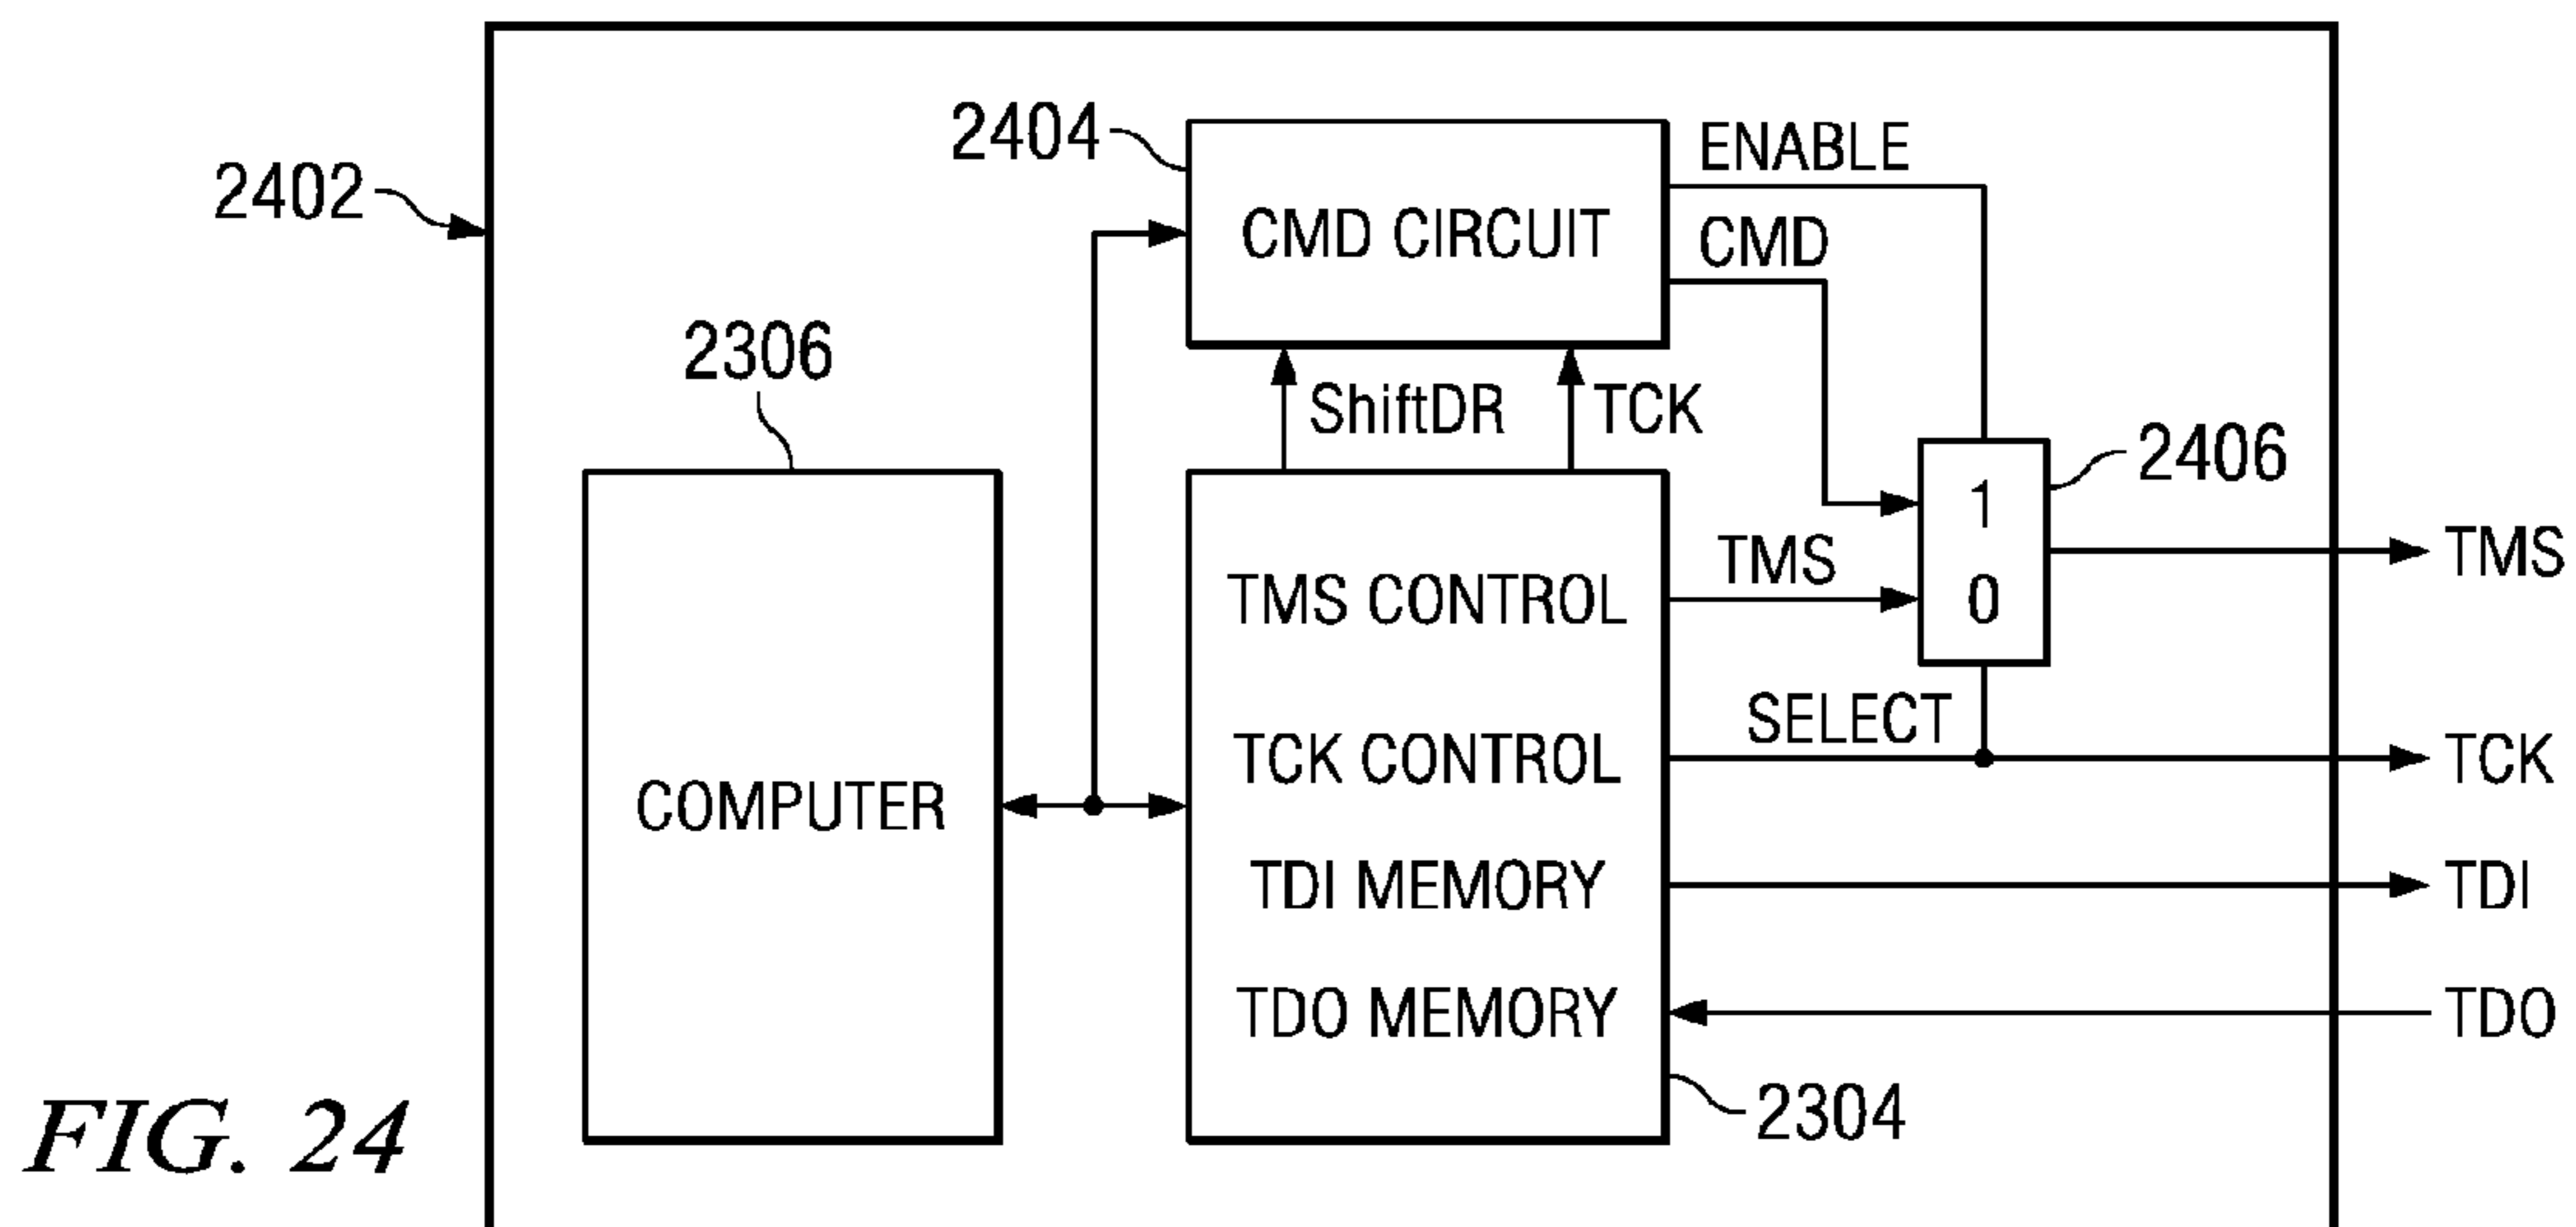 2404
ENABLE
2402
CMD CIRCUIT
CMD
2306
ShiftDR
TCK
2406
1
TMS
TMS CONTROL
TMS
0
SELECT
COMPUTER
TCK CONTROL
TCK
TDI MEMORY
TDI
TDO MEMORY
TDO
2304
FIG. 24